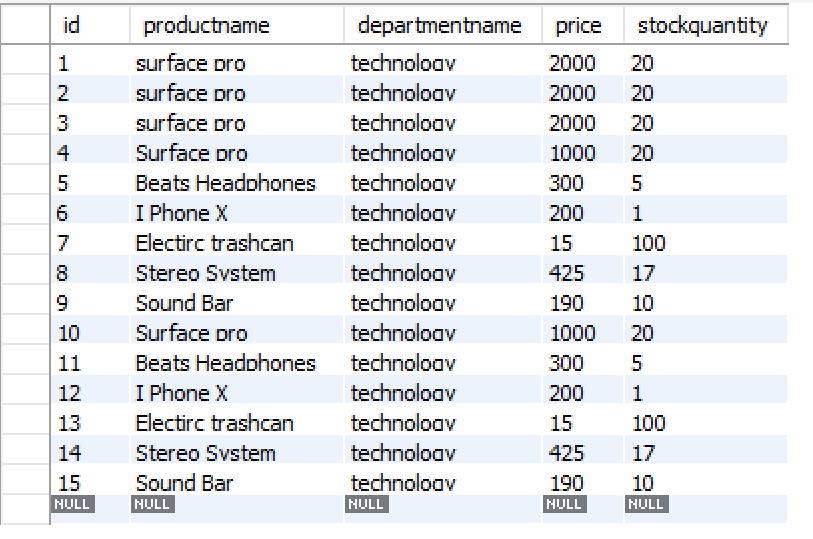 id productname departmentname price stockquantity
1 surface pro technology 2000 20
2 surface pro technology 2000 20
3 surface pro technology 2000 20
4 Surface pro technology 1000 20
5 Beats Headphones technology 300 5
6 I Phone X technology 200 1
7 Electirc trashcan technology 15 100
8 Stereo System technology 425 17
9 Sound Bar technology 190 10
10 Surface pro technology 1000 20
11 Beats Headphones technology 300 5
12 I Phone X technology 200 1
13 Electirc trashcan technology 15 100
14 Stereo System technology 425 17
15 Sound Bar technology 190 10
NULL NULL NULL NULL NULL